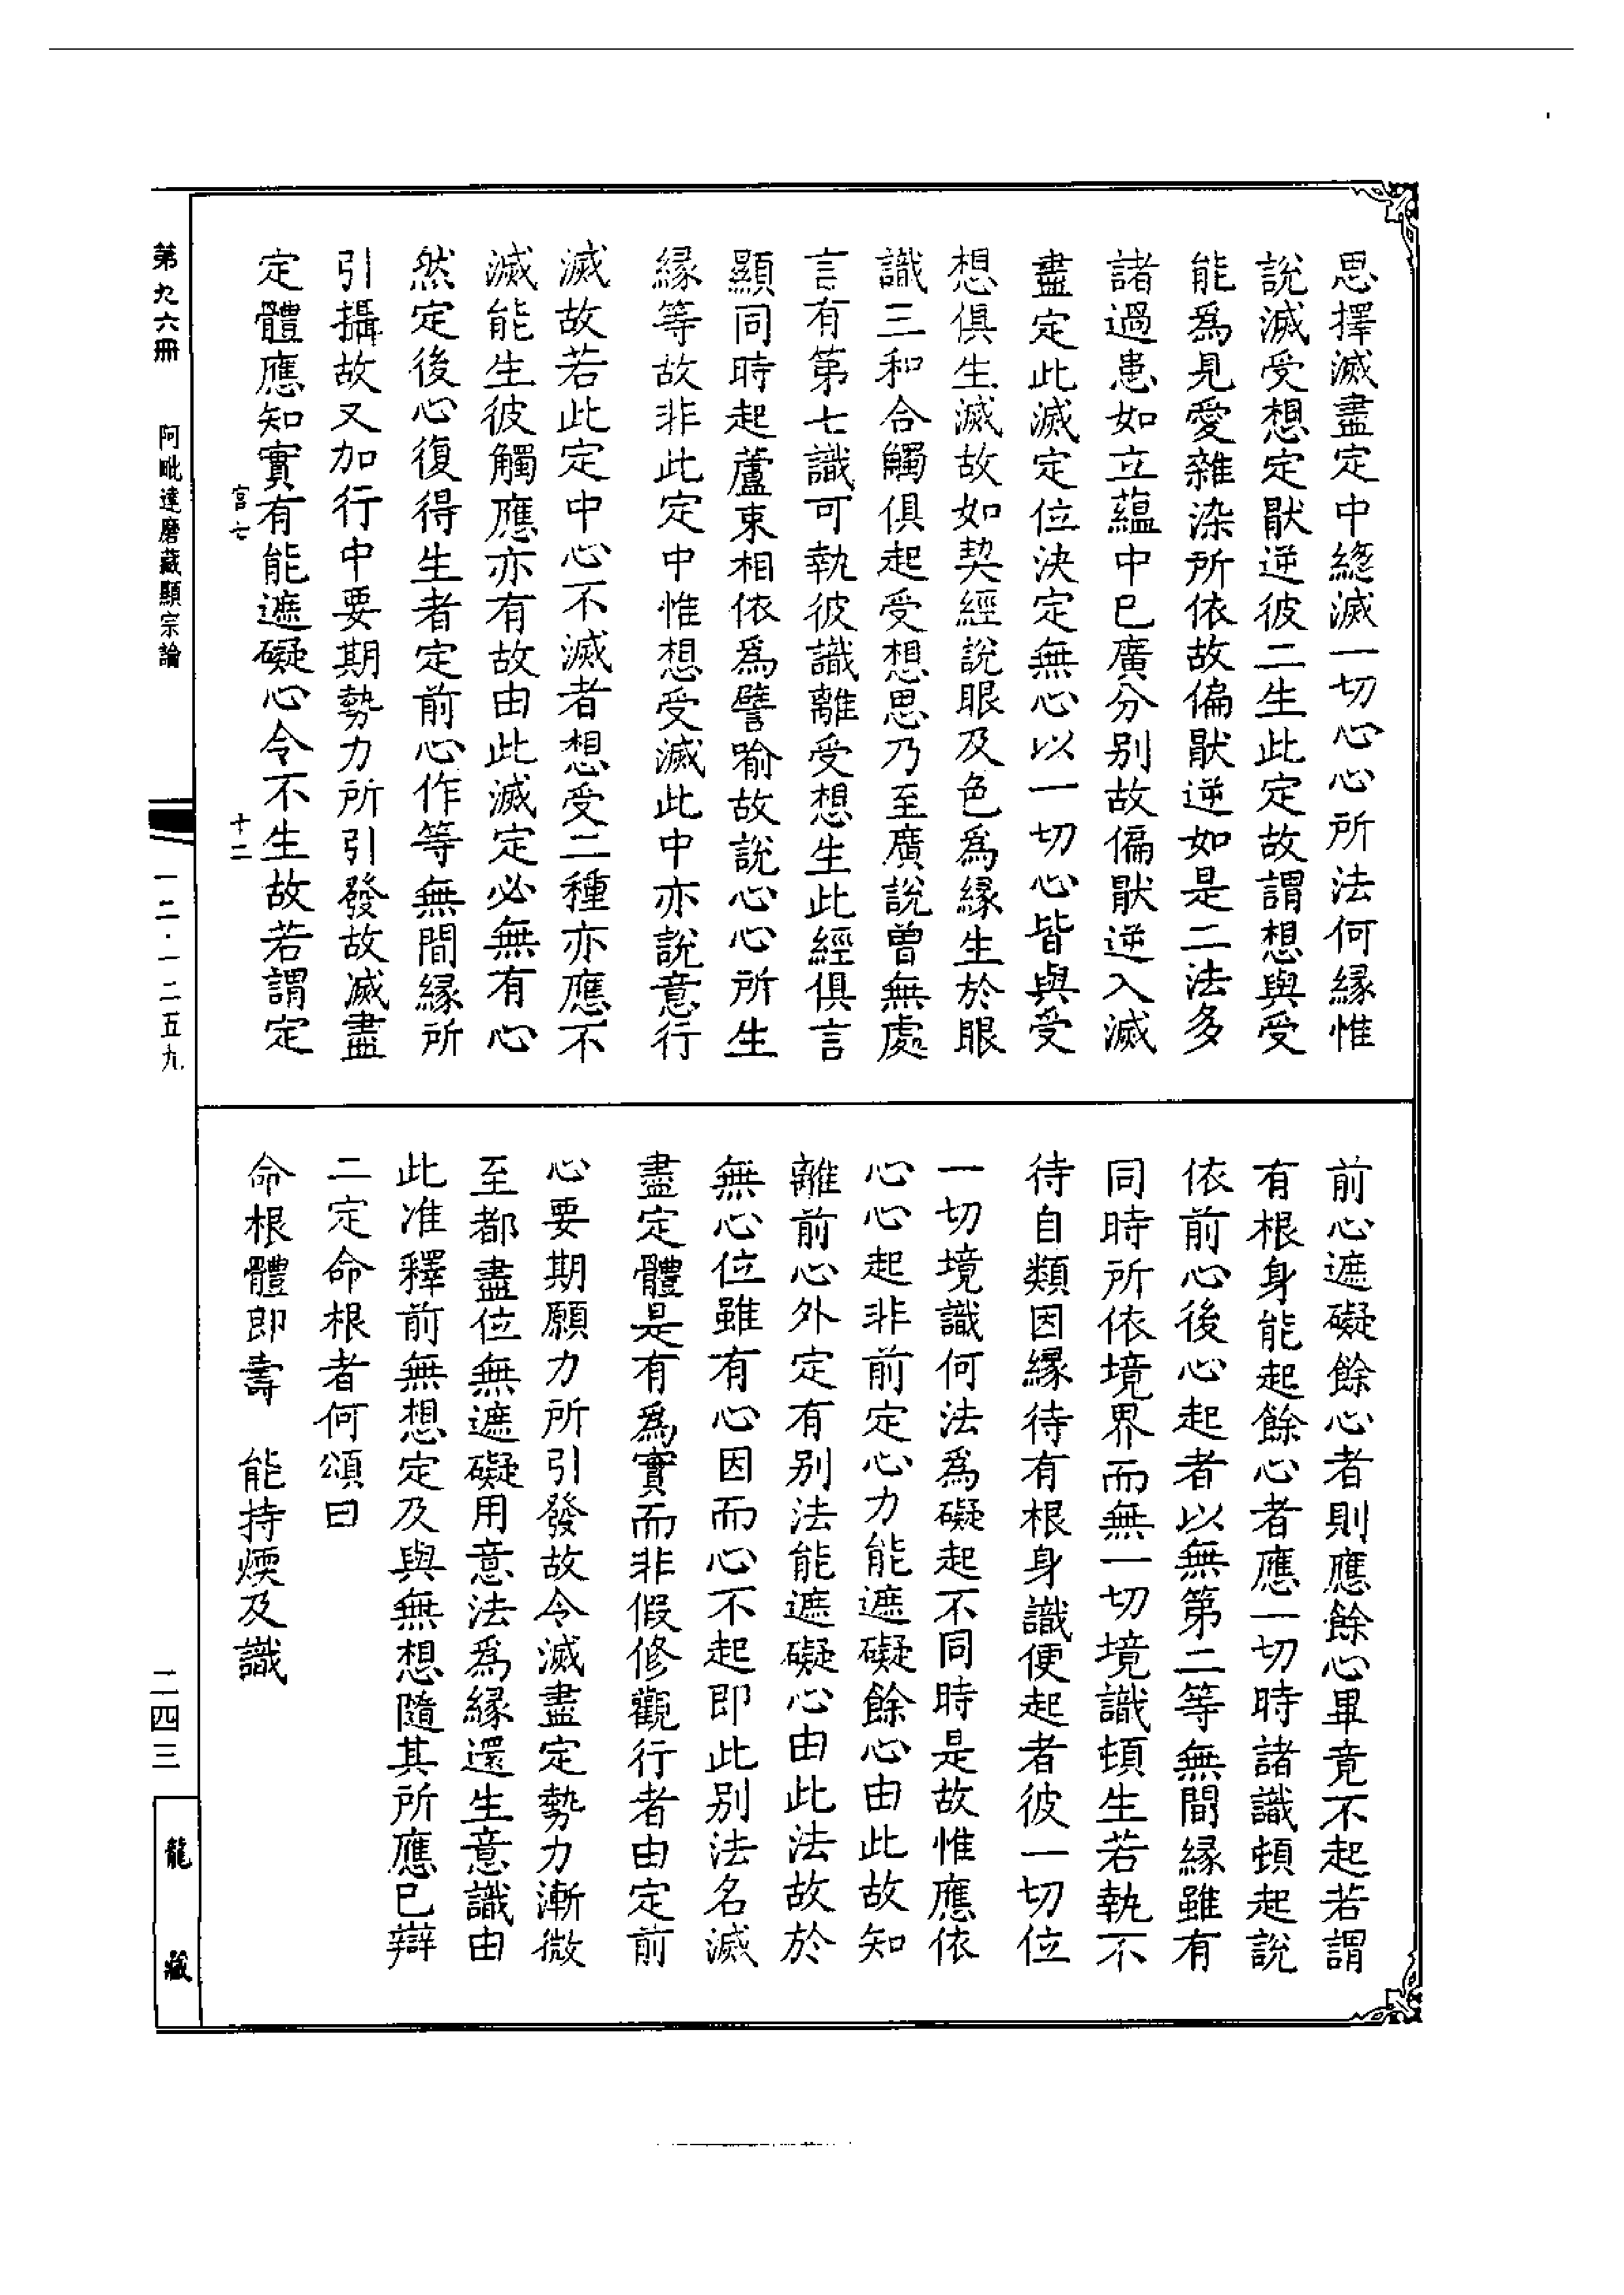 思擇滅盡定中緫滅一切心心所法何緣惟
說滅受想定猒逆彼二生此定故謂想與受
能爲見愛雜染所依故偏猒逆如是二法多
諸過患如立蘊中已廣分別故偏猒逆入滅
盡定此滅定位決定無心以一切心皆與受
想俱生滅故如契經說眼及色爲緣生於眼
識三和合觸俱起受想思乃至廣說曾無處
言有第七識可執彼識離受想生此經俱言
顯同時起蘆束相依爲譬喻故說心心所生
緣等故非此定中惟想受滅此中亦說意行
滅故若此定中心不滅者想受二種亦應不
滅能生彼觸應亦有故由此滅定必無有心
然定後心復得生者定前心作等無間緣所
引攝故又加行中要期勢力所引發故滅盡
定體應知實有能遮礙心令不生故若謂定
前心遮礙餘心者則應餘心畢竟不起若謂
有根身能起餘心者應一切時諸識頓起說
依前心後心起者以無第二等無間緣雖有
同時所依境界而無一切境識頓生若執不
待自類因緣待有根身識便起者彼一切位
一切境識何法爲礙起不同時是故惟應依
心心起非前定心力能遮礙餘心由此故知
離前心外定有別法能遮礙心由此法故於
無心位雖有心因而心不起即此別法名滅
盡定體是有爲實而非假修觀行者由定前
心要期願力所引發故令滅盡定勢力漸微
至都盡位無遮礙用意法爲緣還生意識由
此准釋前無想定及與無想隨其所應已辯
二定命根者何頌曰
命根體即壽　能持煖及識
宮七　十二
第九六冊　阿毗達磨藏顯宗論　一二·一二五九
二四三
龍藏